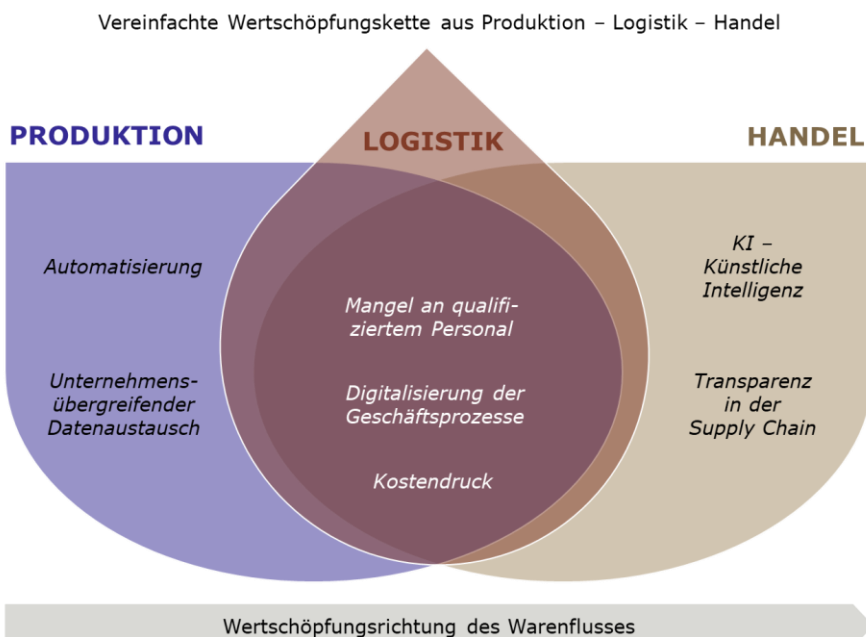 Vereinfachte Wertschöpfungskette aus Produktion – Logistik – Handel
PRODUKTION
LOGISTIK
HANDEL
Automatisierung
Unternehmens-
übergreifender
Datenaustausch
Mangel an qualifi-
ziertem Personal
Digitalisierung der
Geschäftsprozesse
Kostendruck
KI –
Künstliche
Intelligenz
Transparenz
in der
Supply Chain
Wertschöpfungsrichtung des Warenflusses